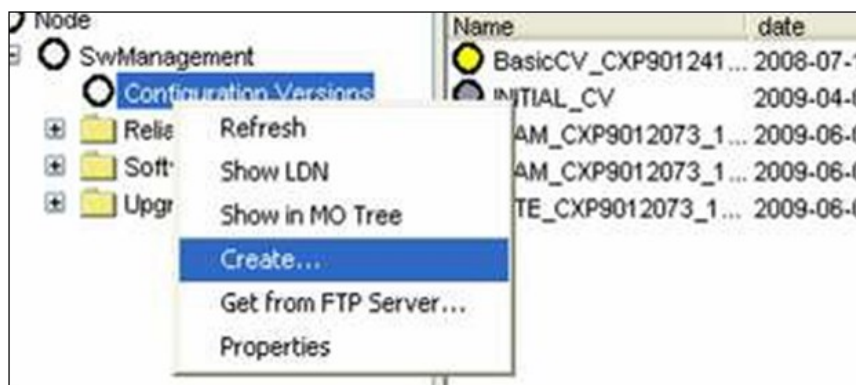 Node
SwManagement
Configuration Versions
Refresh
Show LDN
Show in MO Tree
Create...
Get from FTP Server...
Properties
Name date
BasicCV_CXP901241... 2008-07-
INITIAL_CV 2009-04-
AM_CXP9012073_1... 2009-06-
AM_CXP9012073_1... 2009-06-
TE_CXP9012073_1... 2009-06-